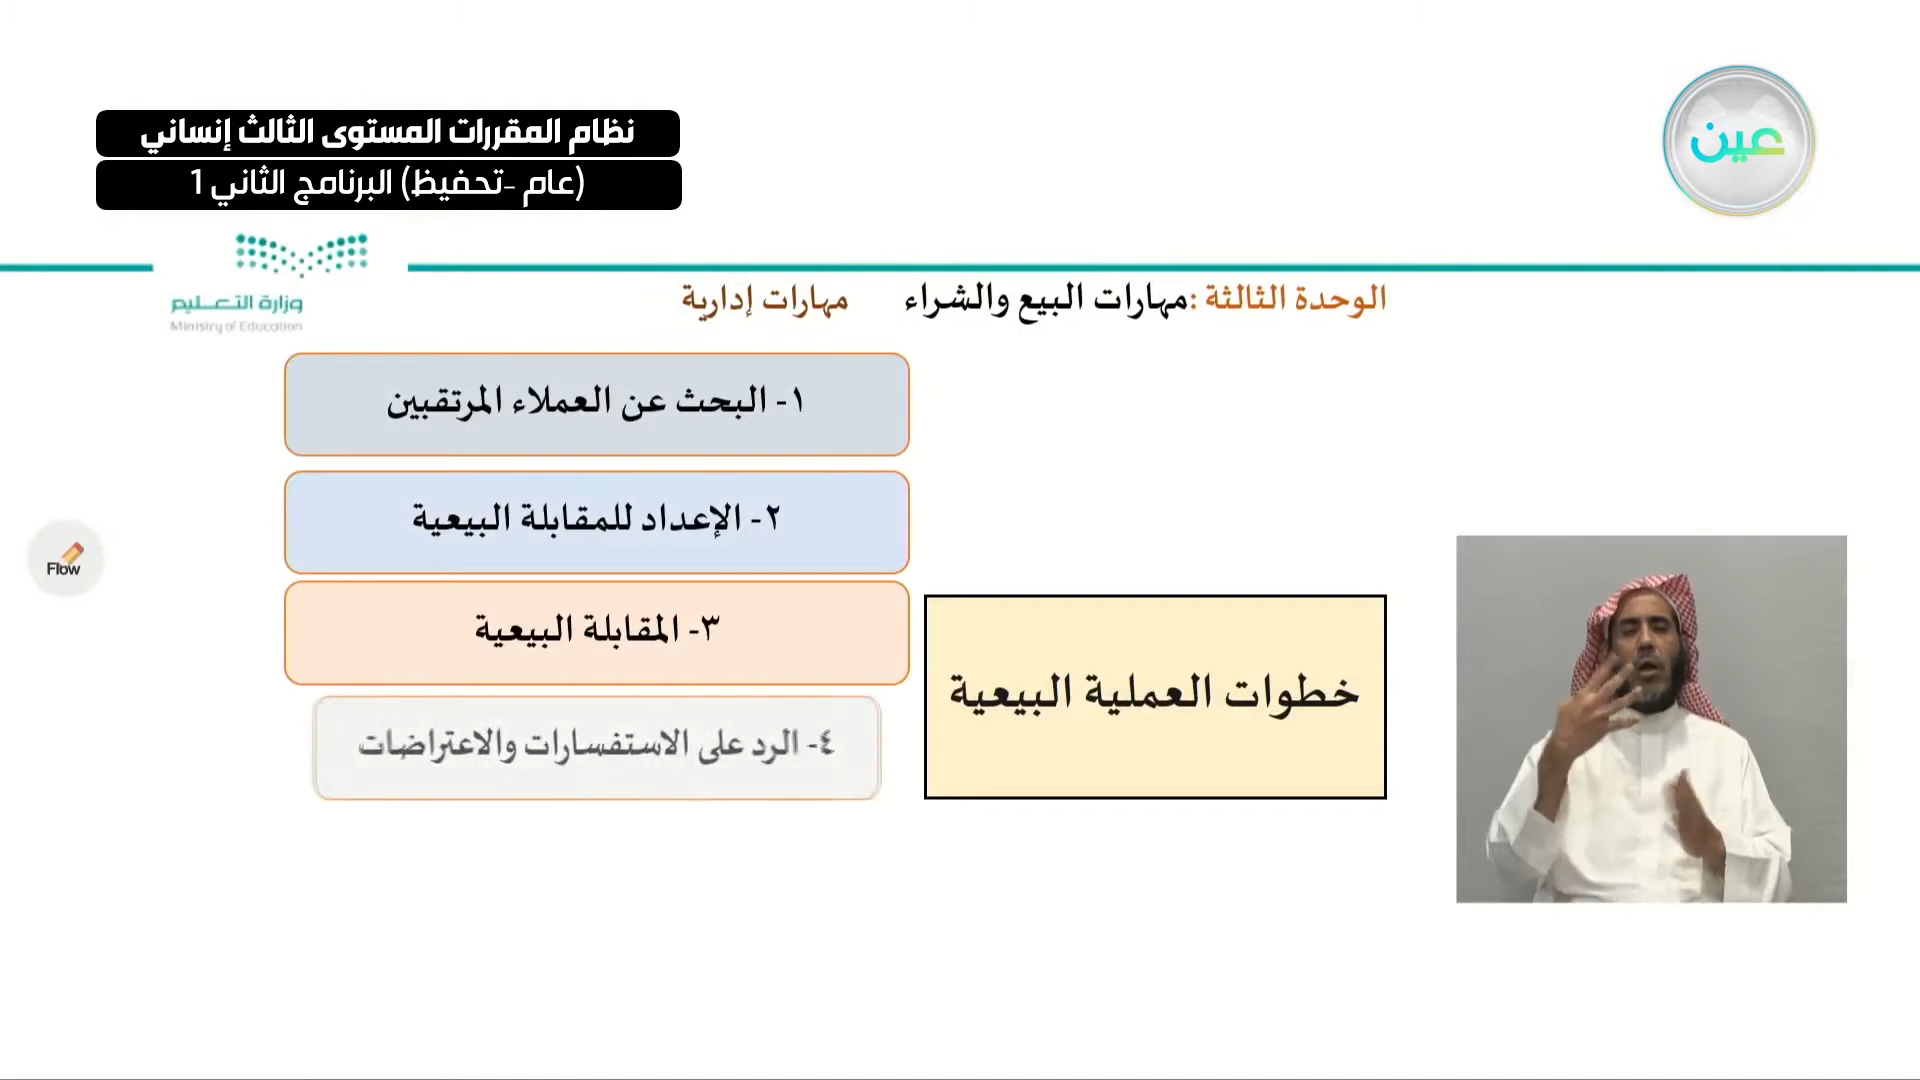 نظام المقررات المستوى الثالث إنساني
(عام -تحفيظ) البرنامج الثاني 1
عين
وزارة التعليم
Ministry of Education
الوحدة الثالثة :مهارات البيع والشراء
مهارات إدارية
١- البحث عن العملاء المرتقبين
٢- الإعداد للمقابلة البيعية
٣- المقابلة البيعية
٤- الرد على الاستفسارات والاعتراضات
خطوات العملية البيعية
Flow